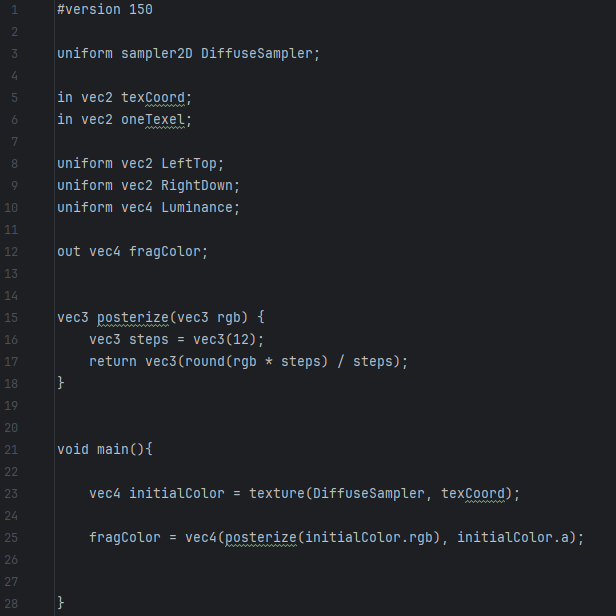 1 #version 150
2
3 uniform sampler2D DiffuseSampler;
4
5 in vec2 texCoord;
6 in vec2 oneTexel;
7
8 uniform vec2 LeftTop;
9 uniform vec2 RightDown;
10 uniform vec4 Luminance;
11
12 out vec4 fragColor;
13
14
15 vec3 posterize(vec3 rgb) {
16     vec3 steps = vec3(12);
17     return vec3(round(rgb * steps) / steps);
18 }
19
20
21 void main(){
22
23     vec4 initialColor = texture(DiffuseSampler, texCoord);
24
25     fragColor = vec4(posterize(initialColor.rgb), initialColor.a);
26
27
28 }